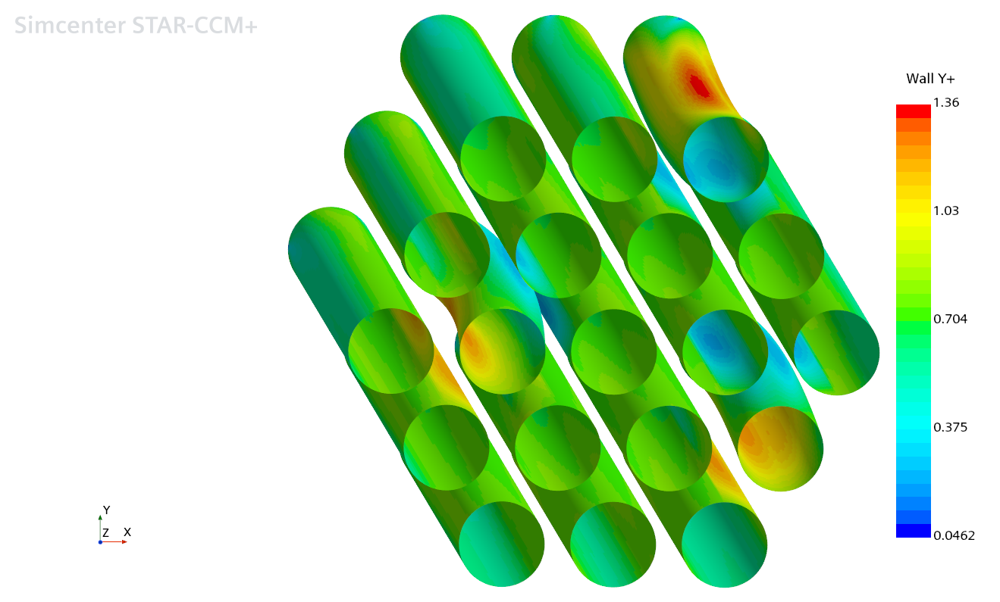 Simcenter STAR-CCM+
Wall Y+
1.36
1.03
0.704
0.375
0.0462
Y
Z X